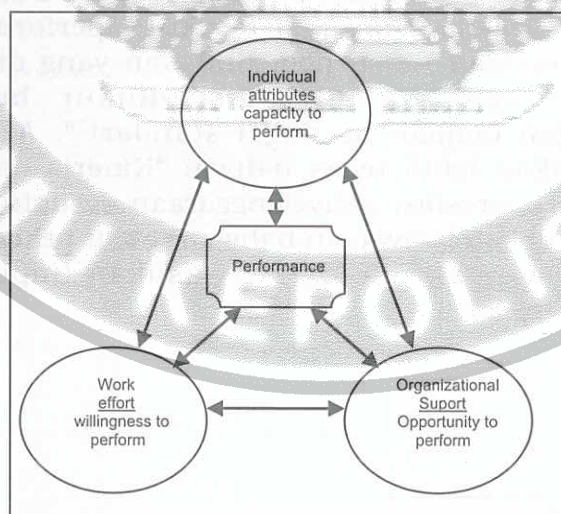 Individual
attributes
capacity to
perform
Performance
Work
effort
willingness to
perform
Organizational
Suport
Opportunity to
perform